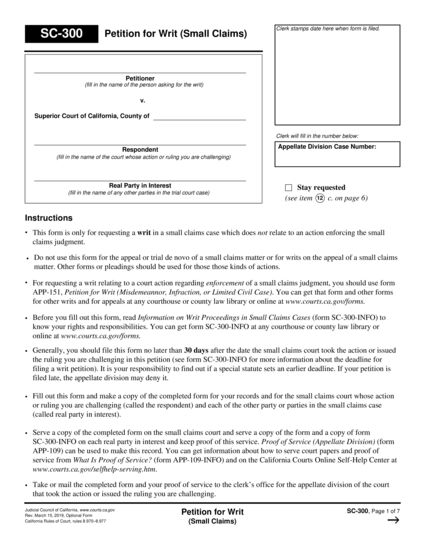 SC-300
Petition for Writ (Small Claims)
Clerk stamps date here when form is filed.
Petitioner
(fill in the name of the person asking for the writ)
v.
Superior Court of California, County of
Respondent
(fill in the name of the court whose action or ruling you are challenging)
Real Party in Interest
(fill in the name of any other parties in the trial court case)
Clerk will fill in the number below:
Appellate Division Case Number:
Stay requested
(see item 12 c. on page 6)
Instructions
• This form is only for requesting a writ in a small claims case which does not relate to an action enforcing the small
claims judgment.
• Do not use this form for the appeal or trial de novo of a small claims matter or for writs on the appeal of a small claims
matter. Other forms or pleadings should be used for those those kinds of actions.
• For requesting a writ relating to a court action regarding enforcement of a small claims judgment, you should use form
APP-151, Petition for Writ (Misdemeanor, Infraction, or Limited Civil Case). You can get that form and other forms
for other writs and for appeals at any courthouse or county law library or online at www.courts.ca.gov/forms.
• Before you fill out this form, read Information on Writ Proceedings in Small Claims Cases (form SC-300-INFO) to
know your rights and responsibilities. You can get form SC-300-INFO at any courthouse or county law library or
online at www.courts.ca.gov/forms.
• Generally, you should file this form no later than 30 days after the date the small claims court took the action or issued
the ruling you are challenging in this petition (see form SC-300-INFO for more information about the deadline for
filing a writ petition). It is your responsibility to find out if a special statute sets an earlier deadline. If your petition is
filed late, the appellate division may deny it.
• Fill out this form and make a copy of the completed form for your records and for the small claims court whose action
or ruling you are challenging (called the respondent) and each of the other party or parties in the small claims case
(called real party in interest).
• Serve a copy of the completed form on the small claims court and serve a copy of the form and a copy of form
SC-300-INFO on each real party in interest and keep proof of this service. Proof of Service (Appellate Division) (form
APP-109) can be used to make this record. You can get information about how to serve court papers and proof of
service from What Is Proof of Service? (form APP-109-INFO) and on the California Courts Online Self-Help Center at
www.courts.ca.gov/selfhelp-serving.htm.
• Take or mail the completed form and your proof of service to the clerk's office for the appellate division of the court
that took the action or issued the ruling you are challenging.
Judicial Council of California, www.courts.ca.gov
Rev. March 15, 2019, Optional Form
California Rules of Court, rules 8.970–8.977
Petition for Writ
(Small Claims)
SC-300, Page 1 of 7
→